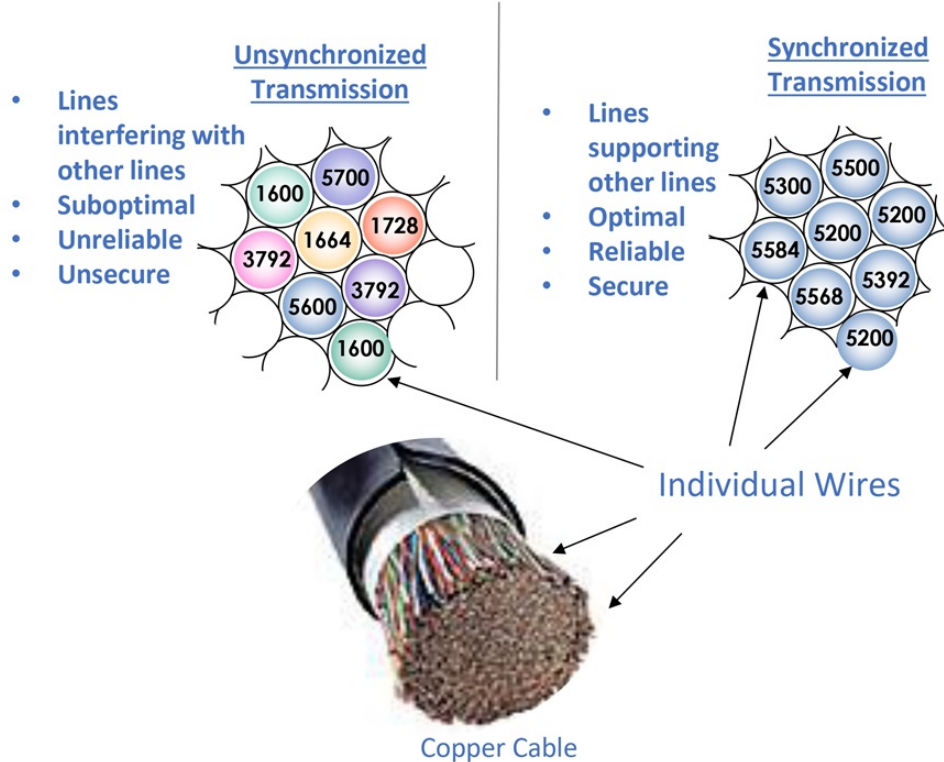 Unsynchronized
Transmission
• Lines
interfering with
other lines
• Suboptimal
• Unreliable
• Unsecure
1600
5700
1664
1728
3792
5600
3792
1600
Synchronized
Transmission
• Lines
supporting
other lines
• Optimal
• Reliable
• Secure
5300
5500
5584
5200
5200
5568
5392
5200
Individual Wires
Copper Cable